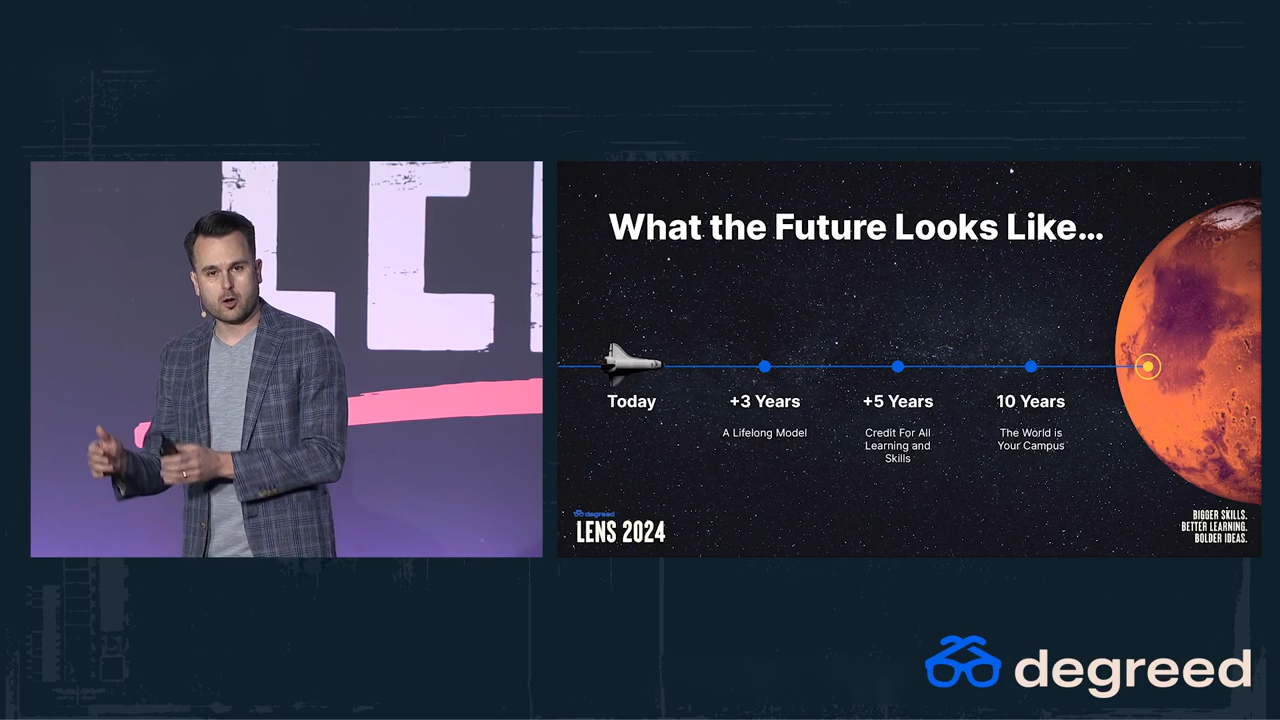 LE
What the Future Looks Like...
Today
+3 Years
+5 Years
10 Years
A Lifelong Model
Credit For All
Learning and
Skills
The World is
Your Campus
degreed
LENS 2024
BIGGER SKILLS.
BETTER LEARNING.
BOLDER IDEAS.
degreed